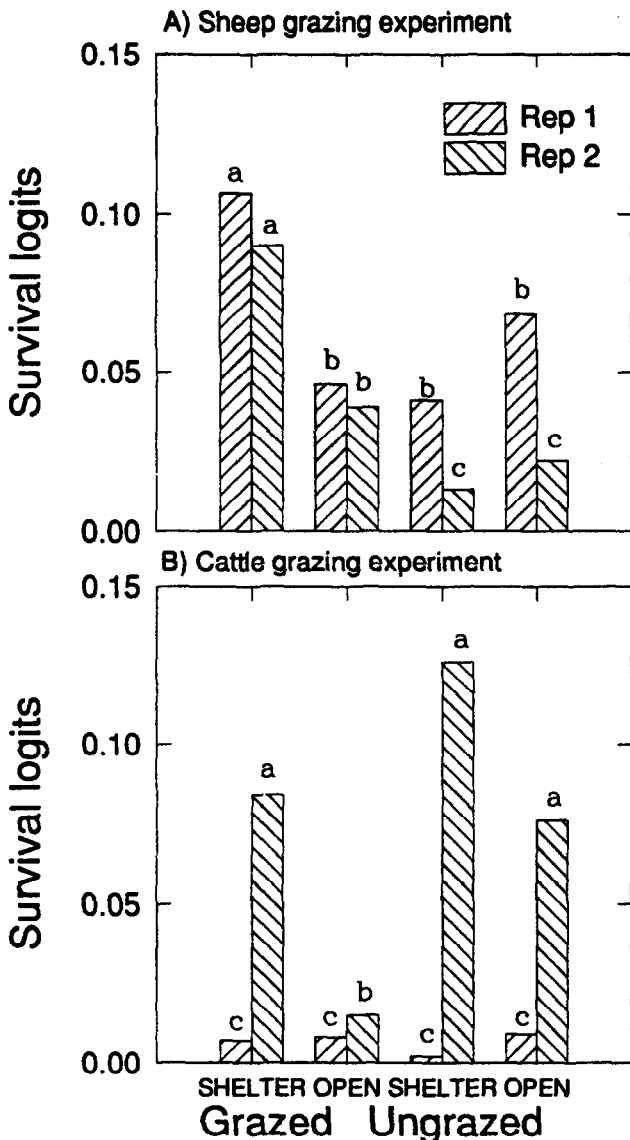 A) Sheep grazing experiment
0.15
Rep 1
Rep 2
a
a
0.10
b
b
b
b
0.05
c
c
0.00
Survival logits
B) Cattle grazing experiment
0.15
a
0.10
a
a
0.05
b
c
c
c
c
0.00
Survival logits
SHELTER OPEN SHELTER OPEN
Grazed Ungrazed